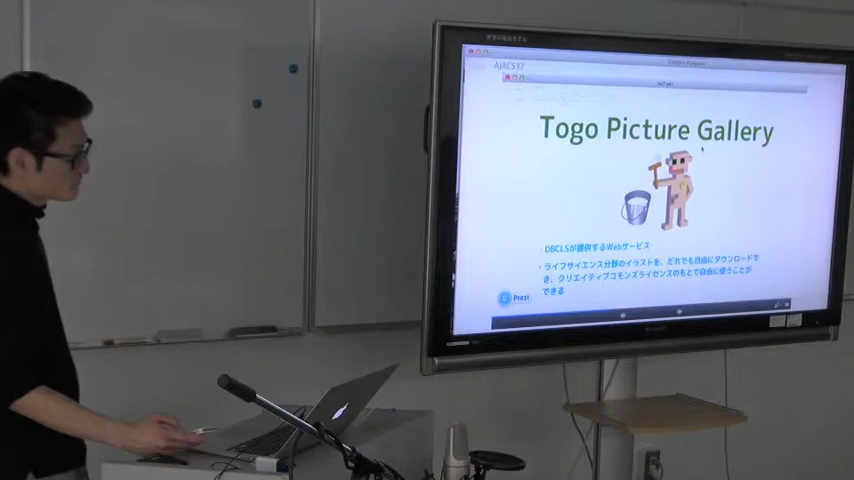 AJACS37
Togo Picture Gallery
・DBCLSが提供するWebサービス
・ライフサイエンス分野のイラストを、だれでも自由にダウンロードで
き、クリエイティブコモンズライセンスのもとで自由に使うことが
できる
Prezi